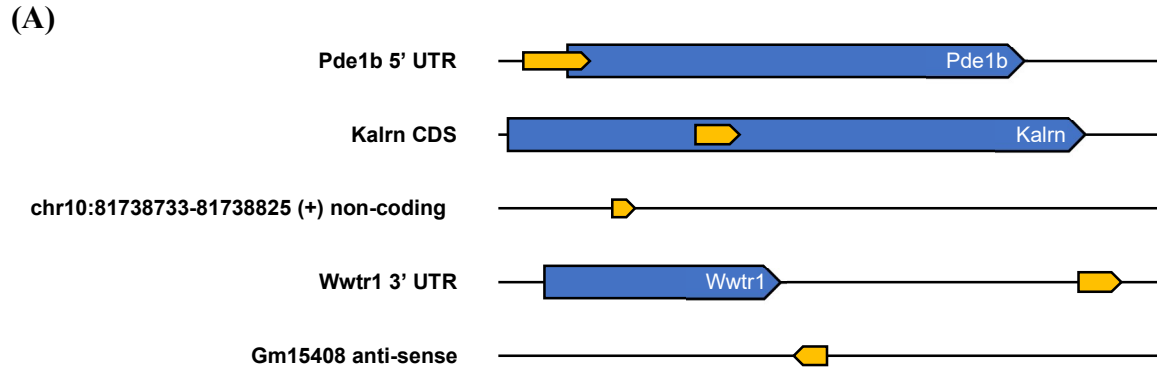 (A)
Pde1b 5’ UTR
Pde1b
Kalrn CDS
Kalrn
chr10:81738733-81738825 (+) non-coding
Wwtr1 3’ UTR
Wwtr1
Gm15408 anti-sense